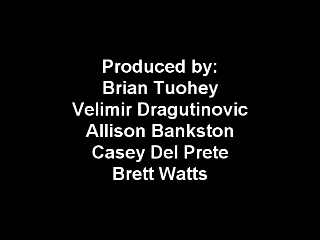 Produced by:
Brian Tuohey
Velimir Dragutinovic
Allison Bankston
Casey Del Prete
Brett Watts